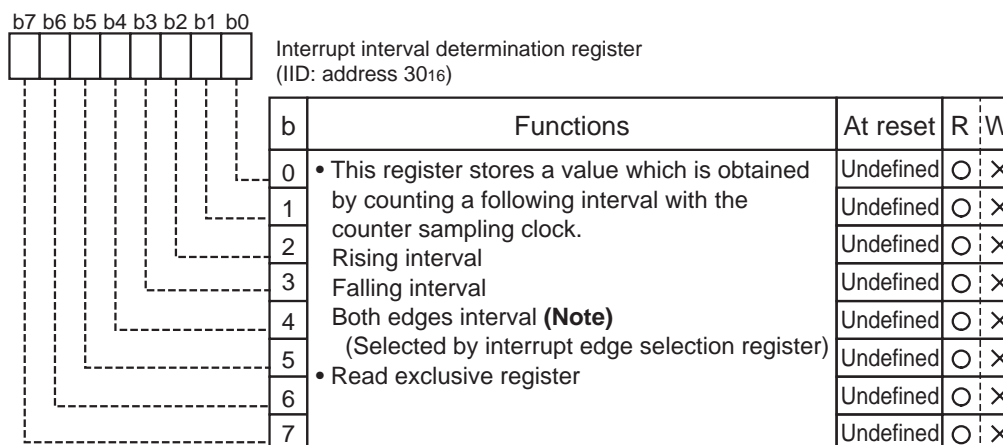 b7 b6 b5 b4 b3 b2 b1 b0
Interrupt interval determination register
(IID: address 3016)
b Functions At reset R W
0 • This register stores a value which is obtained Undefined ○ ×
1 by counting a following interval with the Undefined ○ ×
counter sampling clock.
2 Undefined ○ ×
Rising interval
3 Falling interval Undefined ○ ×
4 Both edges interval (Note) Undefined ○ ×
(Selected by interrupt edge selection register)
5 Undefined ○ ×
• Read exclusive register
6 Undefined ○ ×
7 Undefined ○ ×